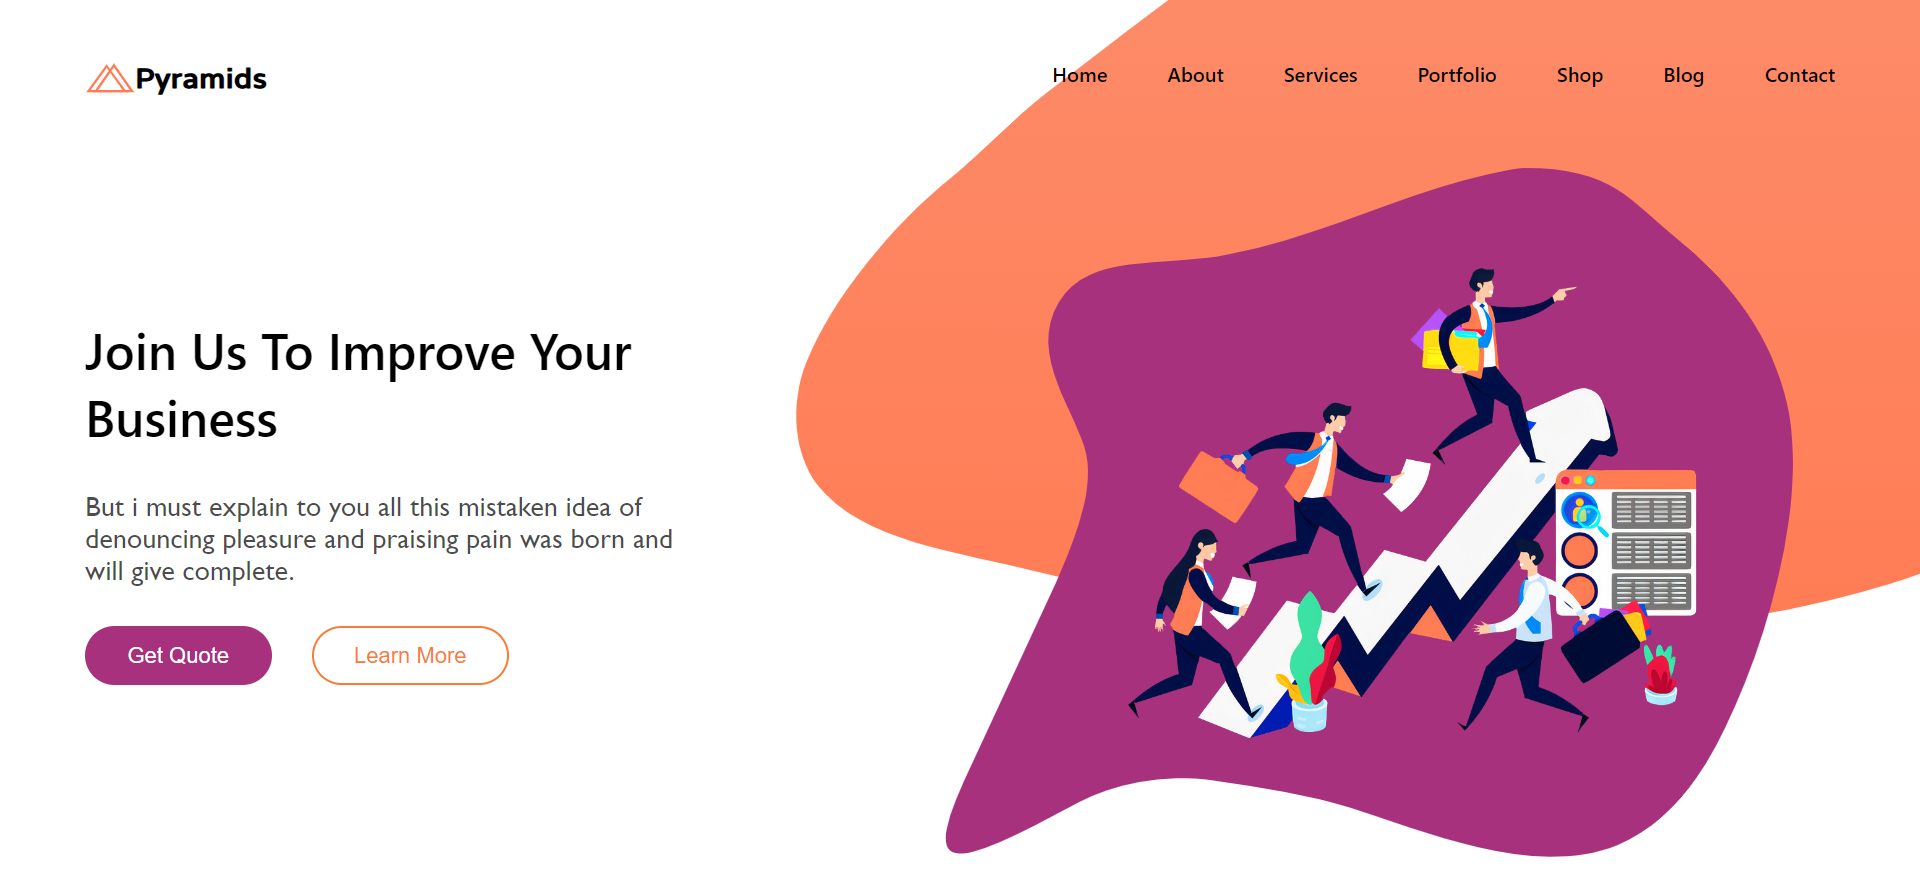 Pyramids
Home About Services Portfolio Shop Blog Contact
Join Us To Improve Your
Business
But i must explain to you all this mistaken idea of
denouncing pleasure and praising pain was born and
will give complete.
Get Quote Learn More